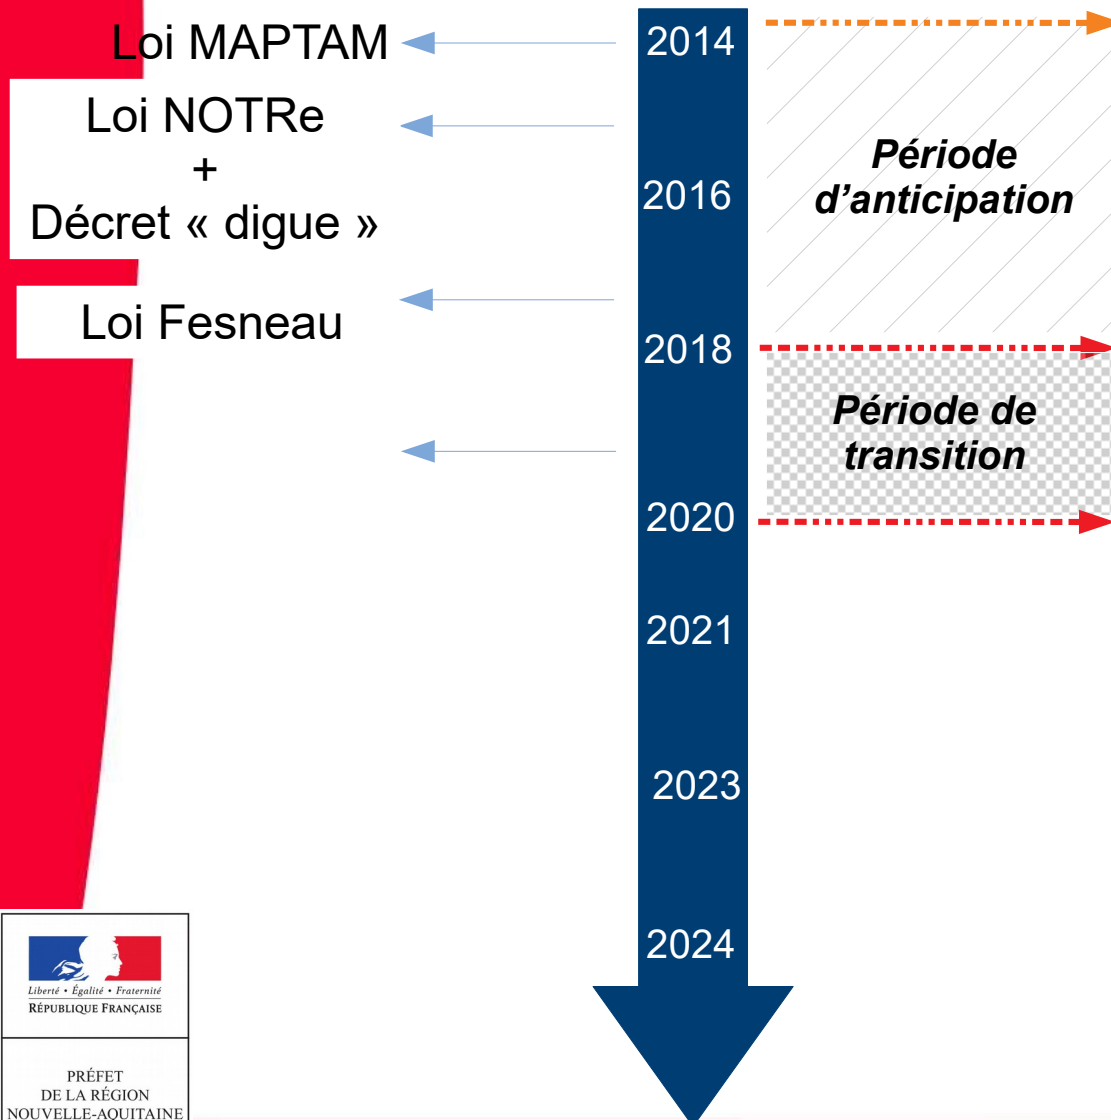 Loi MAPTAM
Loi NOTRe
+
Décret « digue »
Loi Fesneau
2014
2016
2018
2020
2021
2023
2024
Période
d’anticipation
Période de
transition
Liberté • Égalité • Fraternité
RÉPUBLIQUE FRANÇAISE
PRÉFET
DE LA RÉGION
NOUVELLE-AQUITAINE